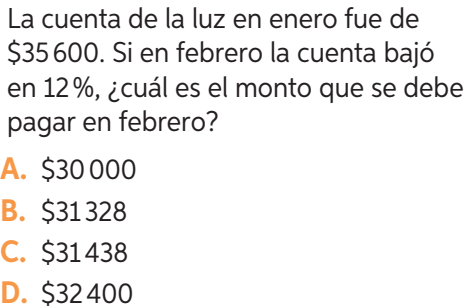 La cuenta de la luz en enero fue de
$35 600. Si en febrero la cuenta bajó
en 12 %, ¿cuál es el monto que se debe
pagar en febrero?
A. $30 000
B. $31 328
C. $31 438
D. $32 400